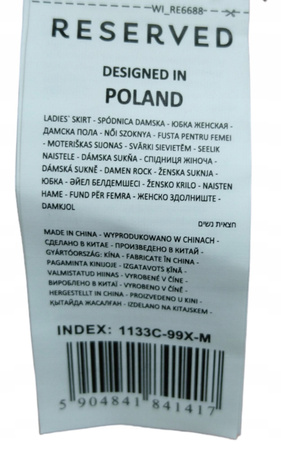 WI_RE6688-
RESERVED
DESIGNED IN
POLAND
LADIES` SKIRT - SPÓDNICA DAMSKA - ЮБКА ЖЕНСКАЯ -
ДАМСКА ПОЛА - NŐI SZOKNYA - FUSTA PENTRU FEMEI
- MOTERIŠKAS SIJONAS - SVĀRKI SIEVIETĒM - SEELIK
NAISTELE - DÁMSKA SUKŇA - СПІДНИЦЯ ЖІНОЧА -
DÁMSKÁ SUKNĚ - DAMEN ROCK - ŽENSKA SUKNJA -
ЮБКА - ӘЙЕЛ БЕЛДЕМШЕСІ - ŽENSKO KRILO - NAISTEN
HAME - FUND PËR FEMRA - ЖЕНСКО ЗДОЛНИШТЕ -
DAMKJOL
חצאית נשים
MADE IN CHINA - WYPRODUKOWANO W CHINACH -
СДЕЛАНО В КИТАЕ - ПРОИЗВЕДЕНО В КИТАЙ -
GYÁRTÓORSZÁG: KÍNA - FABRICATE ÎN CHINA -
PAGAMINTA KINIJOJE - IZGATAVOTS ĶĪNĀ -
VALMISTATUD HIINAS - VYROBENÉ V ČÍNE -
ВИРОБЛЕНО В КИТАЇ - VYROBENO V ČÍNĚ -
HERGESTELLT IN CHINA - PROIZVEDENO U KINI -
ҚЫТАЙДА ЖАСАЛҒАН - IZDELANO NA KITAJSKEM -
INDEX: 1133C-99X-M
5 904841 841417